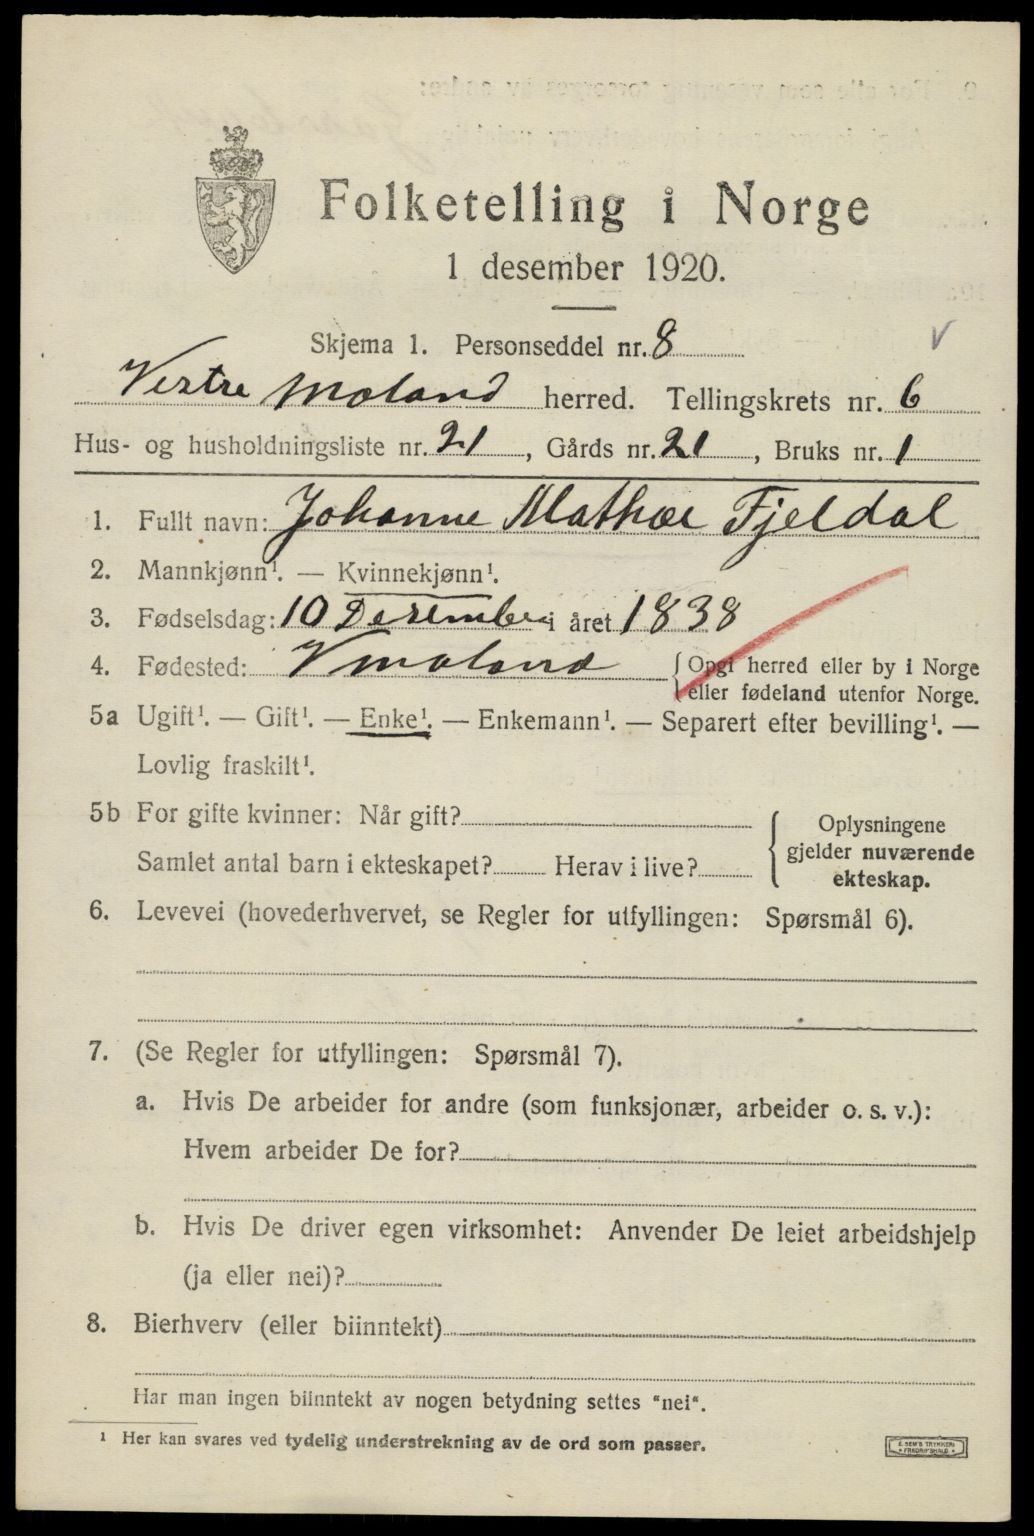 Folketelling i Norge
1 desember 1920.
Skjema 1. Personseddel nr. 8
Vestre Moland herred. Tellingskrets nr. 6
Hus- og husholdningsliste nr. 21, Gårds nr. 21, Bruks nr. 1
1. Fullt navn: Johanne Mathea Fjeldal
2. Mannkjønn¹. — Kvinnekjønn¹.
3. Fødselsdag: 10 Desember i året 1838
4. Fødested: V moland {Opgi herred eller by i Norge
eller fødeland utenfor Norge.
5a Ugift¹. — Gift¹. — Enke¹. — Enkemann¹. — Separert efter bevilling¹. —
Lovlig fraskilt¹.
5b For gifte kvinner: Når gift?
Samlet antal barn i ekteskapet? Herav i live?
Oplysningene
gjelder nuværende
ekteskap.
6. Levevei (hovederhvervet, se Regler for utfyllingen: Spørsmål 6).
7. (Se Regler for utfyllingen: Spørsmål 7).
a. Hvis De arbeider for andre (som funksjonær, arbeider o. s. v.):
Hvem arbeider De for?
b. Hvis De driver egen virksomhet: Anvender De leiet arbeidshjelp
(ja eller nei)?
8. Bierhverv (eller biinntekt)
Har man ingen biinntekt av nogen betydning settes "nei".
¹ Her kan svares ved tydelig understrekning av de ord som passer.
E. SEM'S TRYKKERI
FREDRIKSHALD